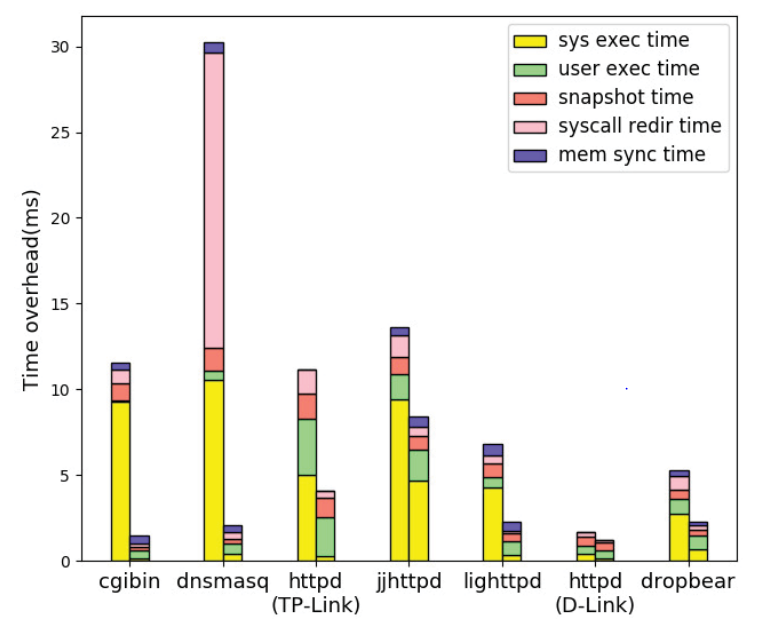 sys exec time
user exec time
snapshot time
syscall redir time
mem sync time
Time overhead(ms)
30
25
20
15
10
5
0
cgibin dnsmasq httpd jjhttpd lighttpd httpd dropbear
(TP-Link) (D-Link)